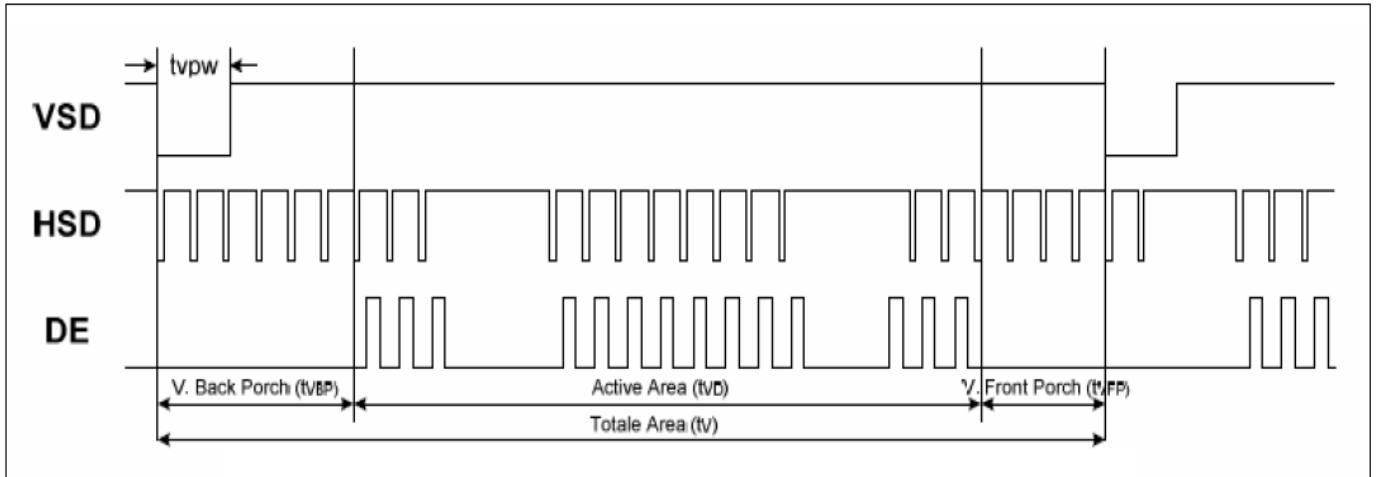 tvpw
VSD
HSD
DE
V. Back Porch (tVBP)
Active Area (tVD)
V. Front Porch (tVFP)
Totale Area (tV)